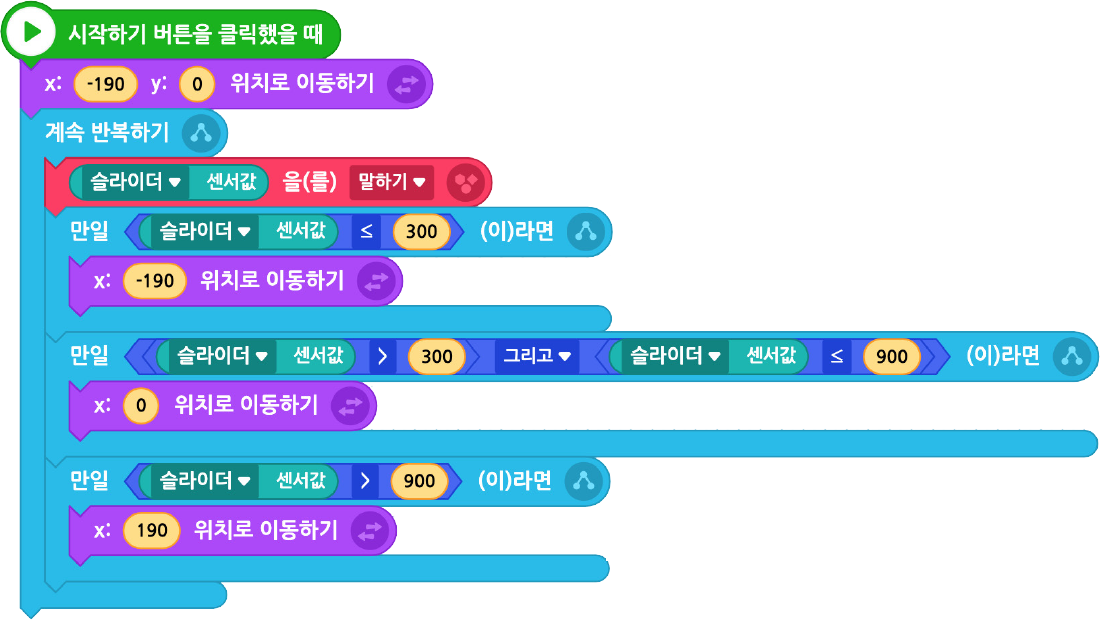 시작하기 버튼을 클릭했을 때
x: -190 y: 0 위치로 이동하기
계속 반복하기
슬라이더 센서값 을(를) 말하기
만일 슬라이더 센서값 ≤ 300 (이)라면
x: -190 위치로 이동하기
만일 슬라이더 센서값 > 300 그리고 슬라이더 센서값 ≤ 900 (이)라면
x: 0 위치로 이동하기
만일 슬라이더 센서값 > 900 (이)라면
x: 190 위치로 이동하기